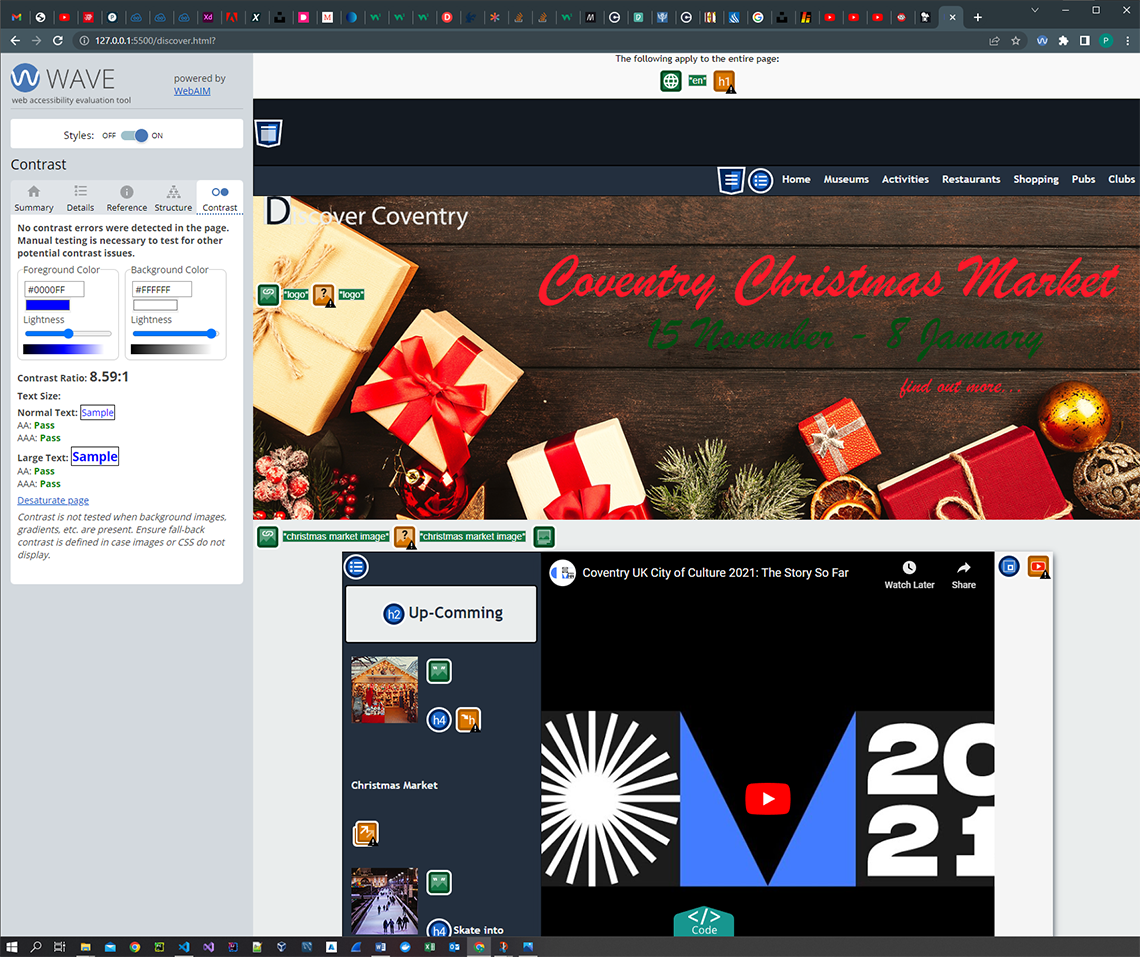 127.0.0.1:5500/discover.html?
WAVE
web accessibility evaluation tool
powered by
WebAIM
Styles: OFF ON
Contrast
Summary Details Reference Structure Contrast
No contrast errors were detected in the page.
Manual testing is necessary to test for other
potential contrast issues.
Foreground Color
#0000FF
Lightness
Background Color
#FFFFFF
Lightness
Contrast Ratio: 8.59:1
Text Size:
Normal Text: Sample
AA: Pass
AAA: Pass
Large Text: Sample
AA: Pass
AAA: Pass
Desaturate page
Contrast is not tested when background images,
gradients, etc. are present. Ensure fall-back
contrast is defined in case images or CSS do not
display.
The following apply to the entire page:
"en" h1
Home Museums Activities Restaurants Shopping Pubs Clubs
Discover Coventry
"logo" ? "logo"
Coventry Christmas Market
15 November - 8 January
find out more...
"christmas market image" ? "christmas market image"
h2 Up-Comming
h4 h
Christmas Market
h4 Skate into
Coventry UK City of Culture 2021: The Story So Far
Watch Later
Share
20
21
</>
Code